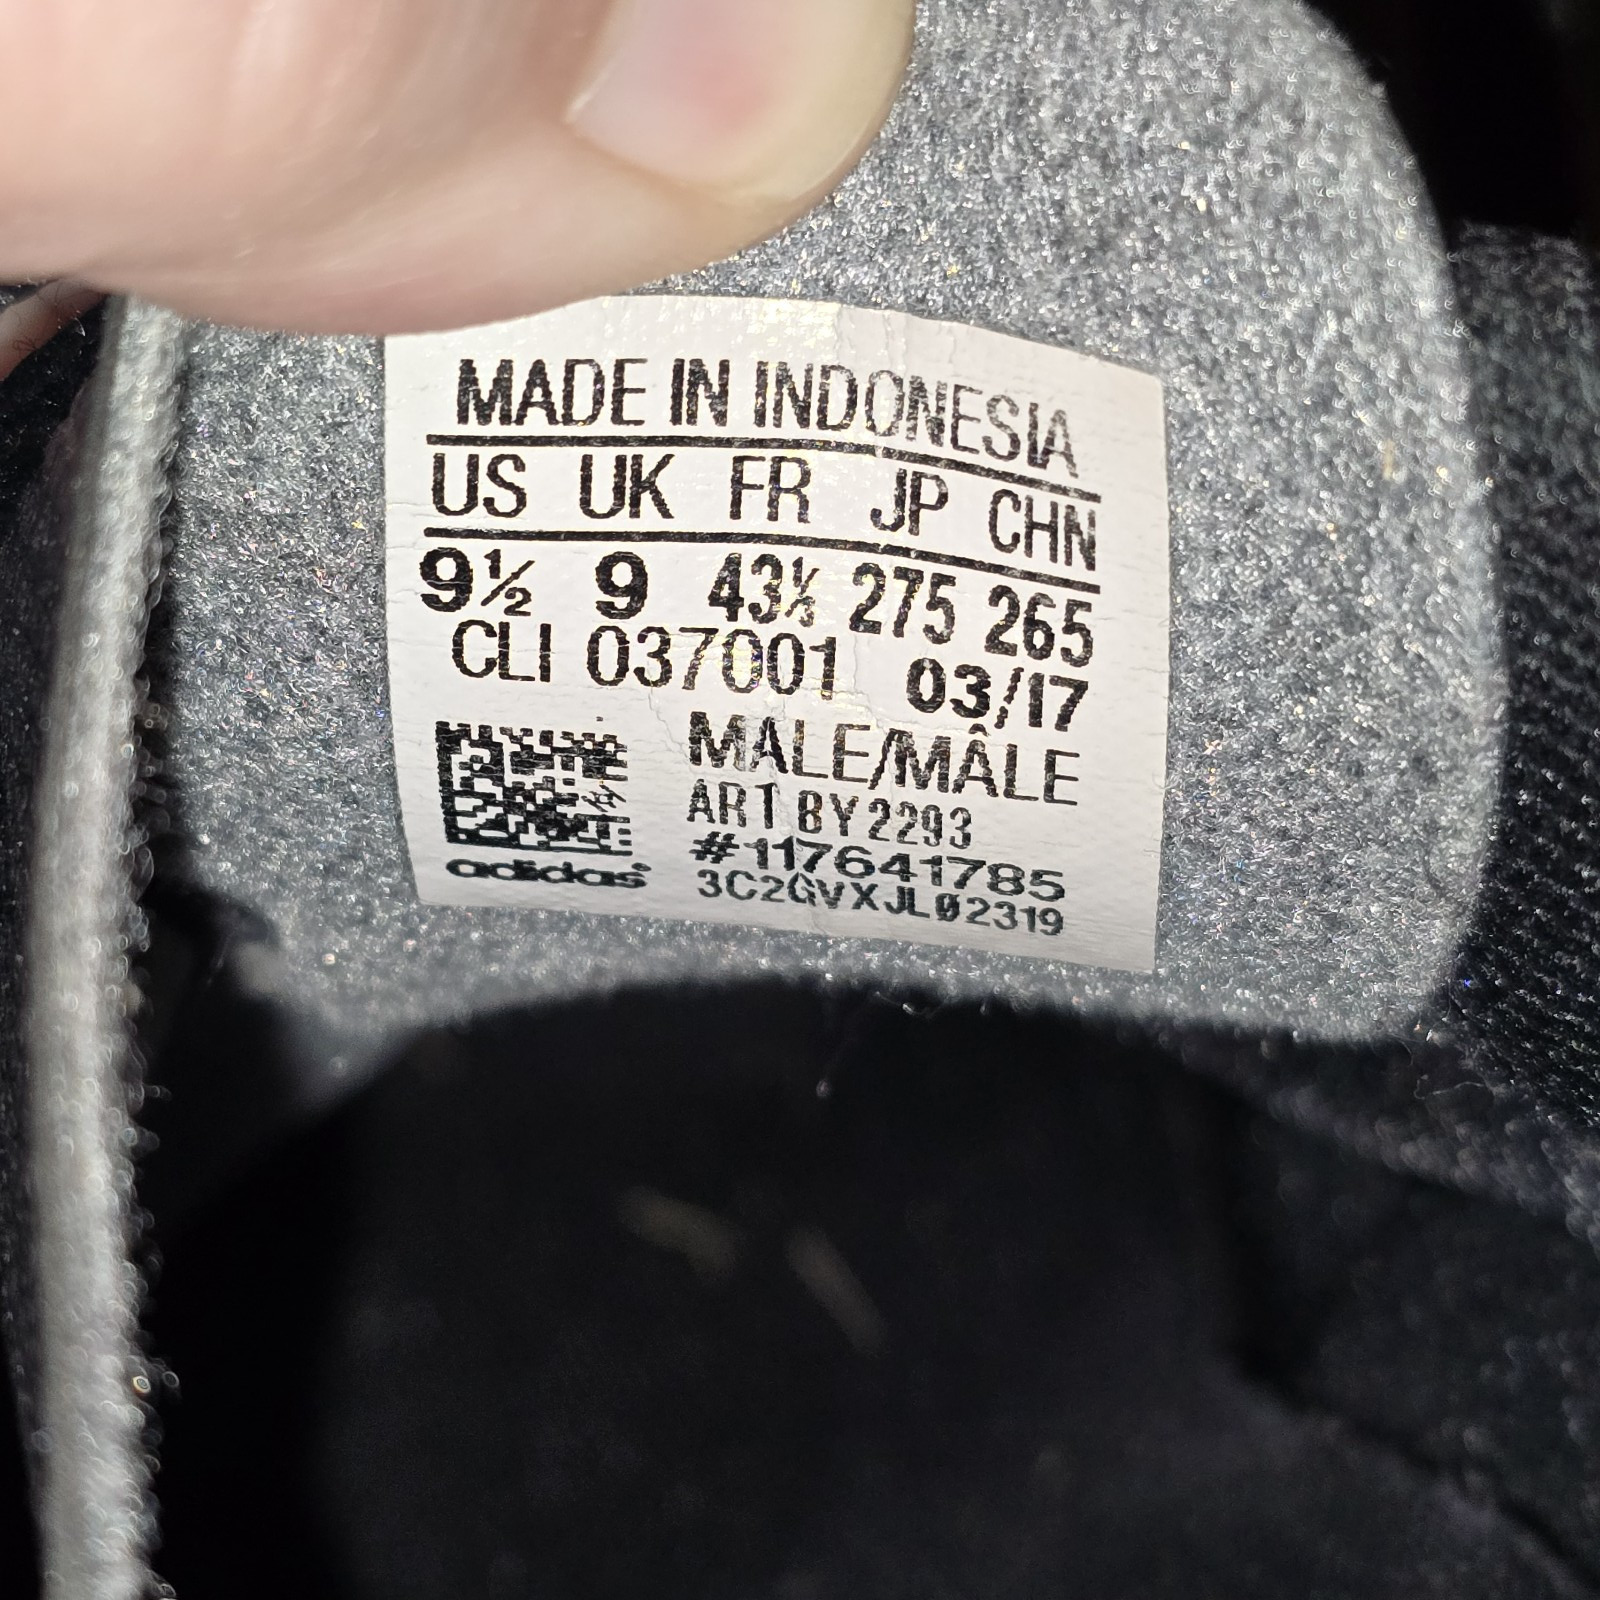 MADE IN INDONESIA
US UK FR JP CHN
9½ 9 43⅓ 275 265
CLI 037001 03/17
MALE/MÂLE
ART BY2293
#117641785
3C2GVXJL02319
adidas